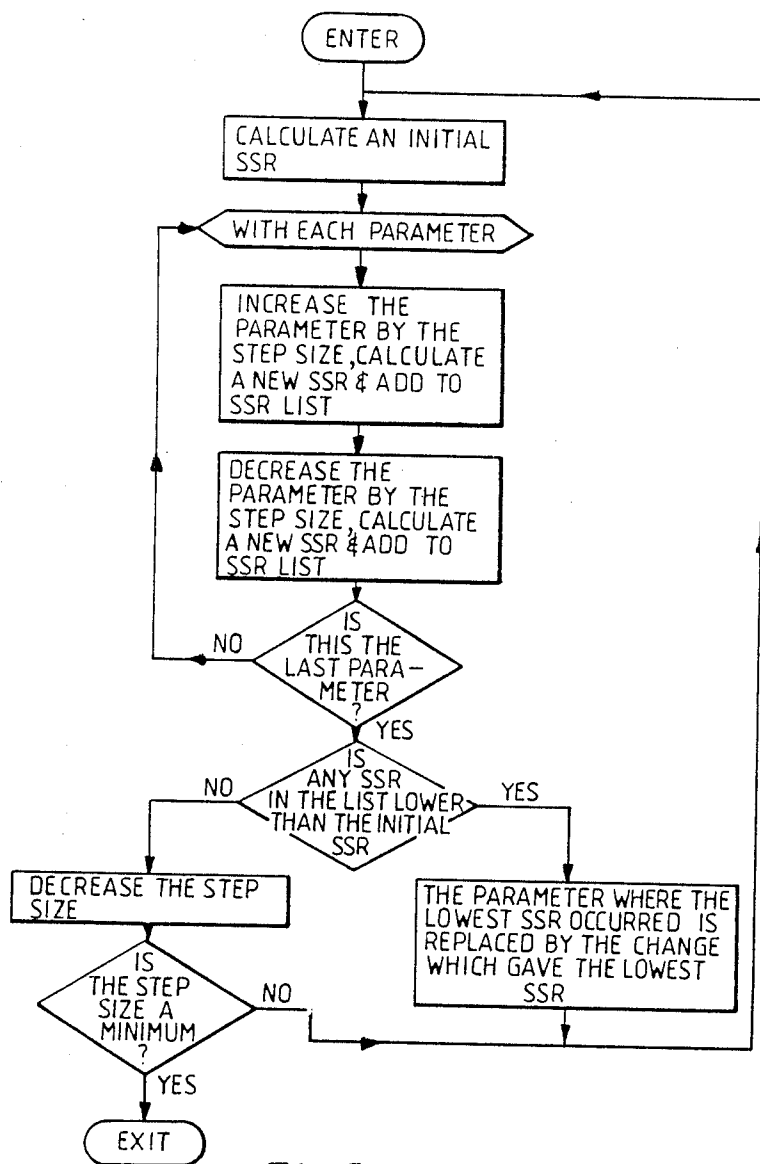 ENTER
CALCULATE AN INITIAL
SSR
WITH EACH PARAMETER
INCREASE THE
PARAMETER BY THE
STEP SIZE, CALCULATE
A NEW SSR & ADD TO
SSR LIST
DECREASE THE
PARAMETER BY THE
STEP SIZE, CALCULATE
A NEW SSR & ADD TO
SSR LIST
IS
THIS THE
LAST PARA-
METER
?
NO
YES
IS
ANY SSR
IN THE LIST LOWER
THAN THE INITIAL
SSR
NO
YES
DECREASE THE STEP
SIZE
THE PARAMETER WHERE THE
LOWEST SSR OCCURRED IS
REPLACED BY THE CHANGE
WHICH GAVE THE LOWEST
SSR
IS
THE STEP
SIZE A
MINIMUM
?
NO
YES
EXIT